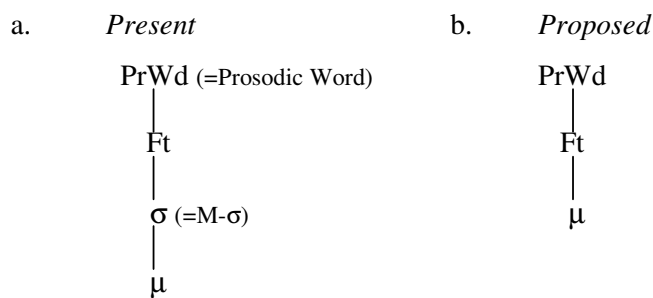 a. Present b. Proposed
PrWd (=Prosodic Word) PrWd
Ft Ft
σ (=M-σ) μ
μ